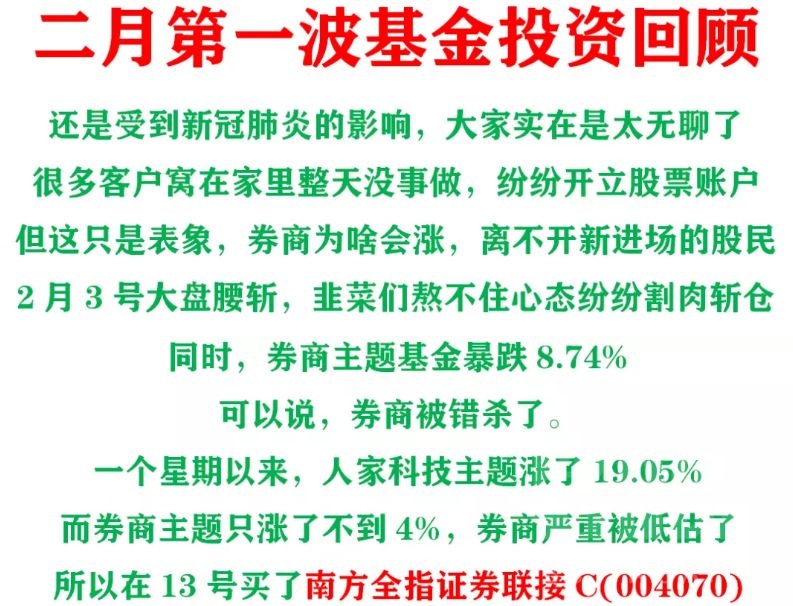 二月第一波基金投资回顾
还是受到新冠肺炎的影响，大家实在是太无聊了
很多客户窝在家里整天没事做，纷纷开立股票账户
但这只是表象，券商为啥会涨，离不开新进场的股民
2月3号大盘腰斩，韭菜们熬不住心态纷纷割肉斩仓
同时，券商主题基金暴跌8.74%
可以说，券商被错杀了。
一个星期以来，人家科技主题涨了19.05%
而券商主题只涨了不到4%，券商严重被低估了
所以在13号买了南方全指证券联接C(004070)